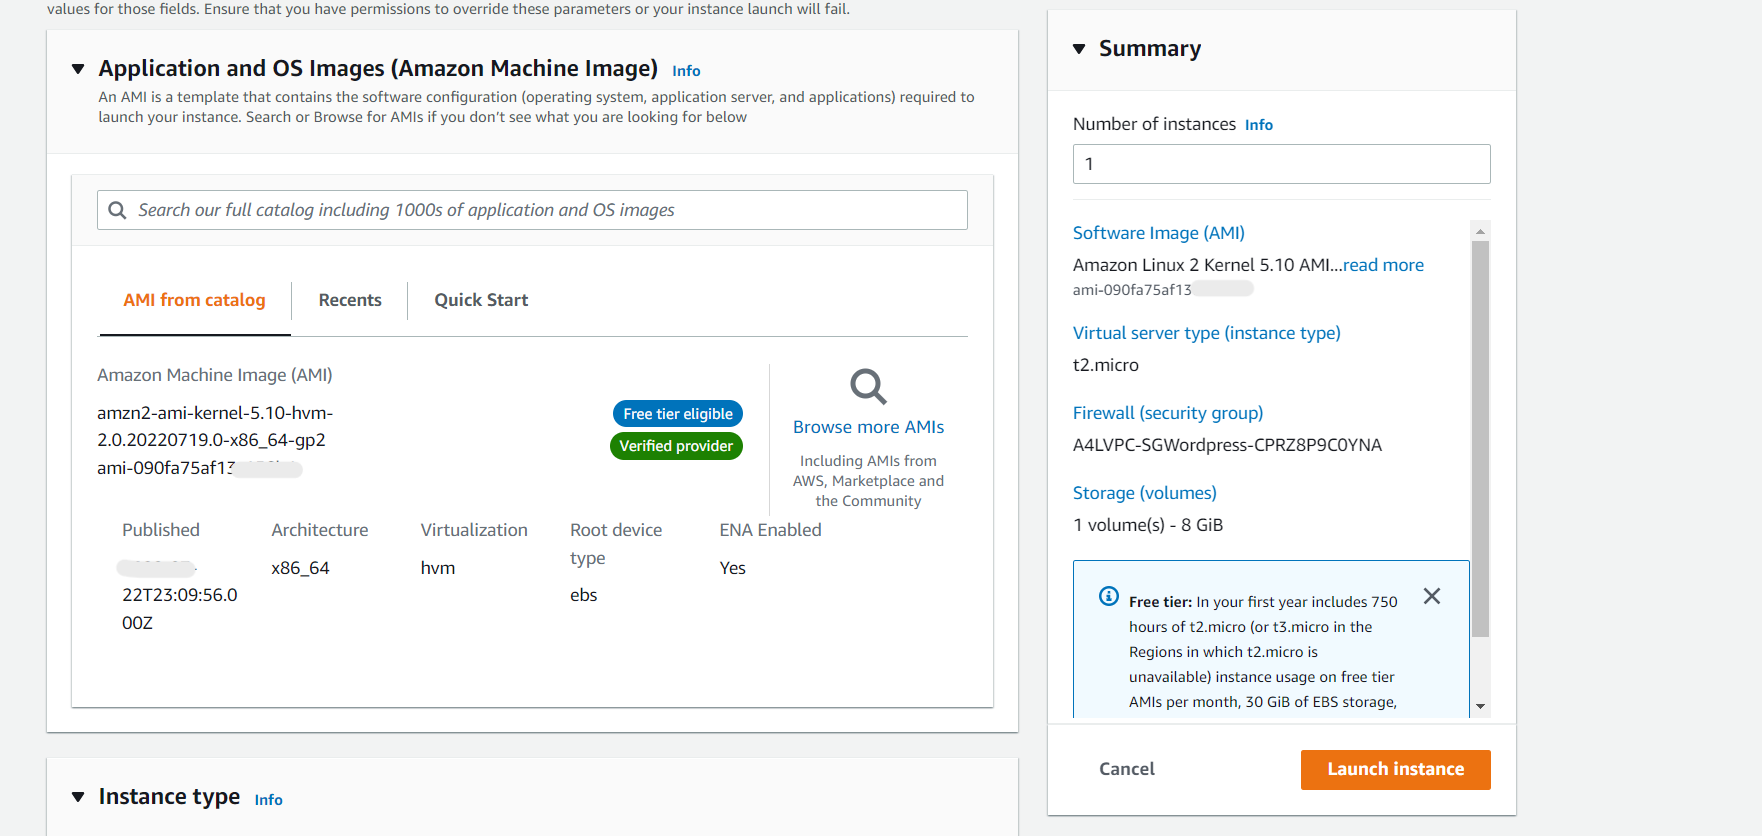 values for those fields. Ensure that you have permissions to override these parameters or your instance launch will fail.
Application and OS Images (Amazon Machine Image) Info
An AMI is a template that contains the software configuration (operating system, application server, and applications) required to
launch your instance. Search or Browse for AMIs if you don’t see what you are looking for below
Search our full catalog including 1000s of application and OS images
AMI from catalog
Recents
Quick Start
Amazon Machine Image (AMI)
amzn2-ami-kernel-5.10-hvm-
2.0.20220719.0-x86_64-gp2
ami-090fa75af13
Free tier eligible
Verified provider
Browse more AMIs
Including AMIs from
AWS, Marketplace and
the Community
Published
22T23:09:56.0
00Z
Architecture
x86_64
Virtualization
hvm
Root device
type
ebs
ENA Enabled
Yes
Instance type Info
Summary
Number of instances Info
1
Software Image (AMI)
Amazon Linux 2 Kernel 5.10 AMI...read more
ami-090fa75af13
Virtual server type (instance type)
t2.micro
Firewall (security group)
A4LVPC-SGWordpress-CPRZ8P9C0YNA
Storage (volumes)
1 volume(s) - 8 GiB
Free tier: In your first year includes 750
hours of t2.micro (or t3.micro in the
Regions in which t2.micro is
unavailable) instance usage on free tier
AMIs per month, 30 GiB of EBS storage,
Cancel
Launch instance